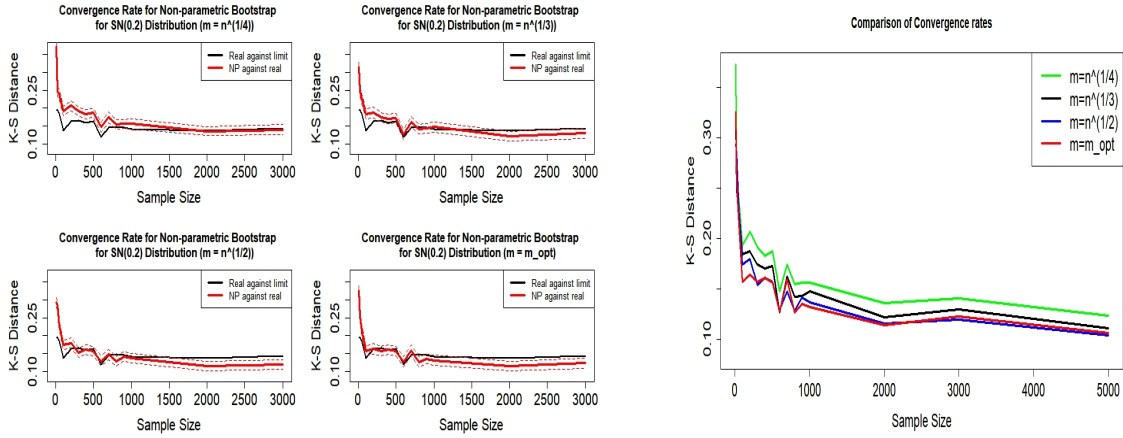 Convergence Rate for Non-parametric Bootstrap
for SN(0.2) Distribution (m = n^(1/4))
K-S Distance
0.10 0.25
Real against limit
NP against real
0 500 1000 1500 2000 2500 3000
Sample Size
Convergence Rate for Non-parametric Bootstrap
for SN(0.2) Distribution (m = n^(1/3))
K-S Distance
0.10 0.25
Real against limit
NP against real
0 500 1000 1500 2000 2500 3000
Sample Size
Convergence Rate for Non-parametric Bootstrap
for SN(0.2) Distribution (m = n^(1/2))
K-S Distance
0.10 0.25
Real against limit
NP against real
0 500 1000 1500 2000 2500 3000
Sample Size
Convergence Rate for Non-parametric Bootstrap
for SN(0.2) Distribution (m = m_opt)
K-S Distance
0.10 0.25
Real against limit
NP against real
0 500 1000 1500 2000 2500 3000
Sample Size
Comparison of Convergence rates
K-S Distance
0.10 0.20 0.30
m=n^(1/4)
m=n^(1/3)
m=n^(1/2)
m=m_opt
0 1000 2000 3000 4000 5000
Sample Size